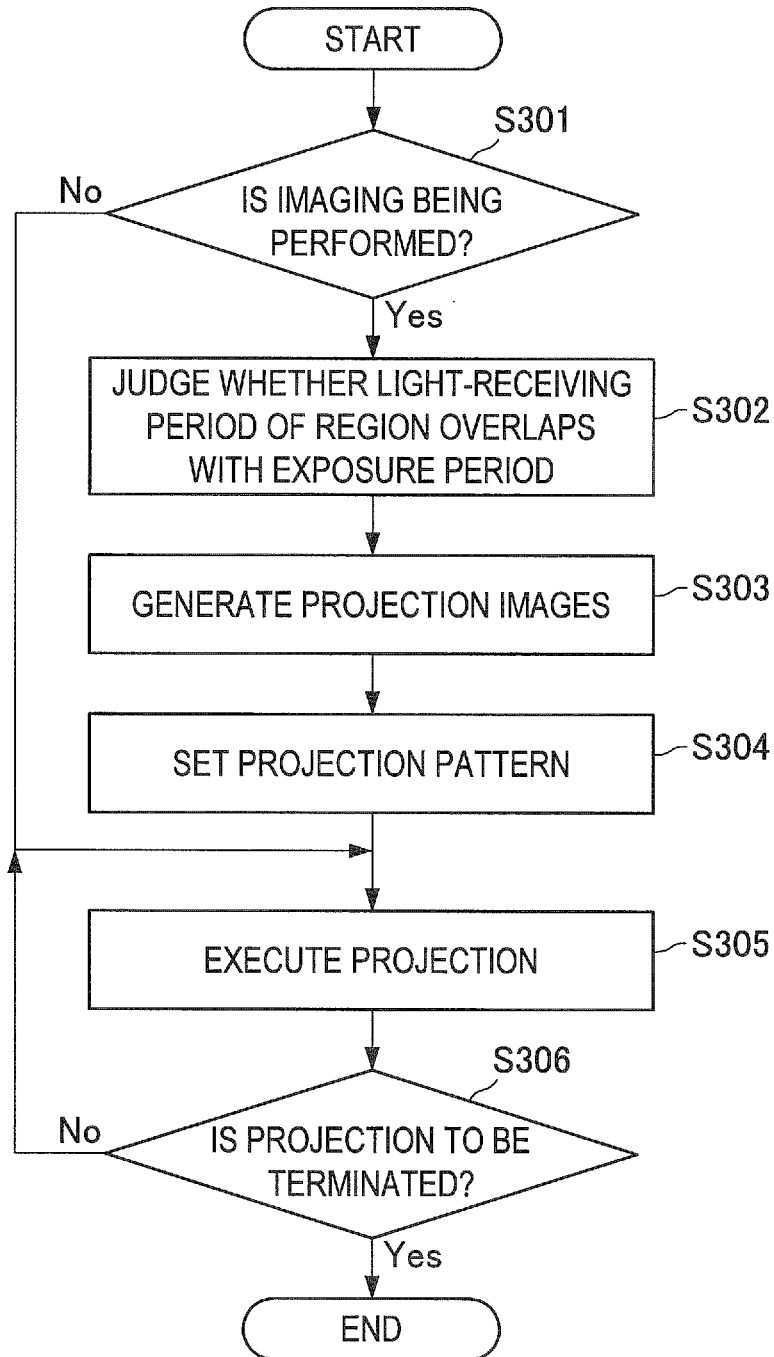 START
S301
No
IS IMAGING BEING
PERFORMED?
Yes
JUDGE WHETHER LIGHT-RECEIVING
PERIOD OF REGION OVERLAPS
WITH EXPOSURE PERIOD
S302
GENERATE PROJECTION IMAGES
S303
SET PROJECTION PATTERN
S304
EXECUTE PROJECTION
S305
S306
No
IS PROJECTION TO BE
TERMINATED?
Yes
END